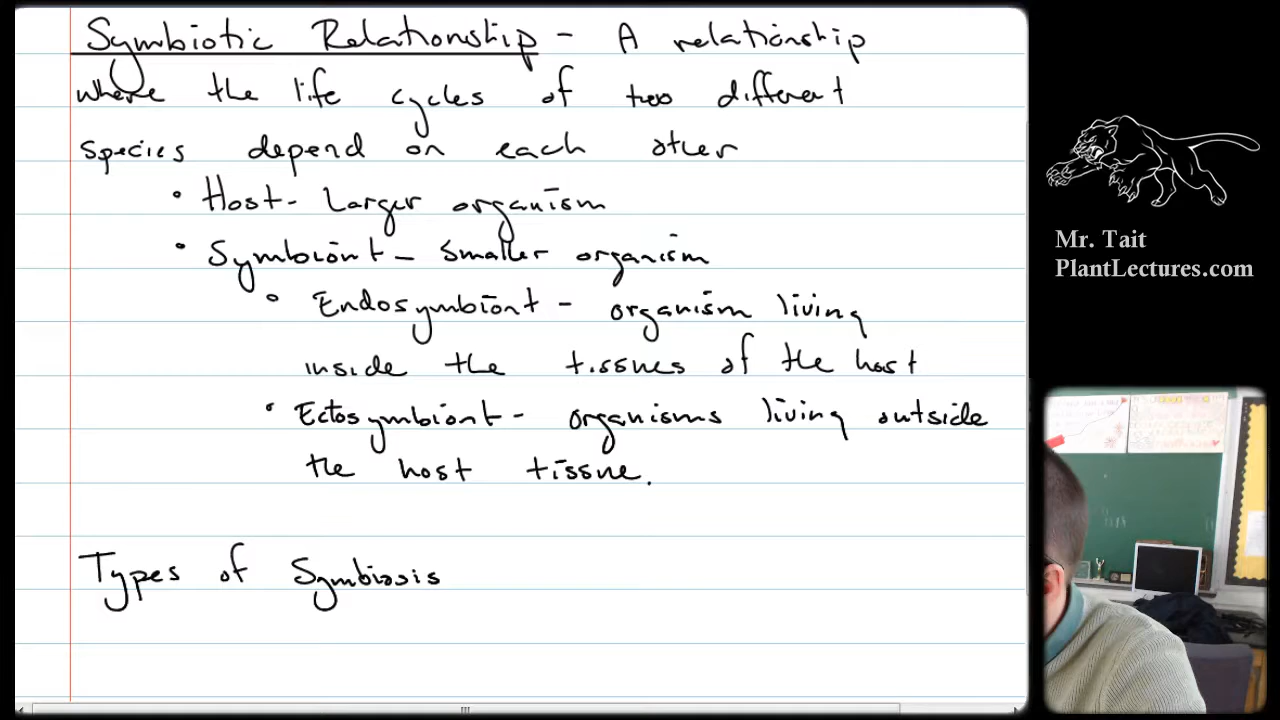 Symbiotic Relationship - A relationship
where the life cycles of two different
species depend on each other
• Host - Larger organism
• Symbiont - smaller organism
• Endosymbiont - organism living
inside the tissues of the host
• Ectosymbiont - organisms living outside
the host tissue.
Types of Symbiosis
Mr. Tait
PlantLectures.com